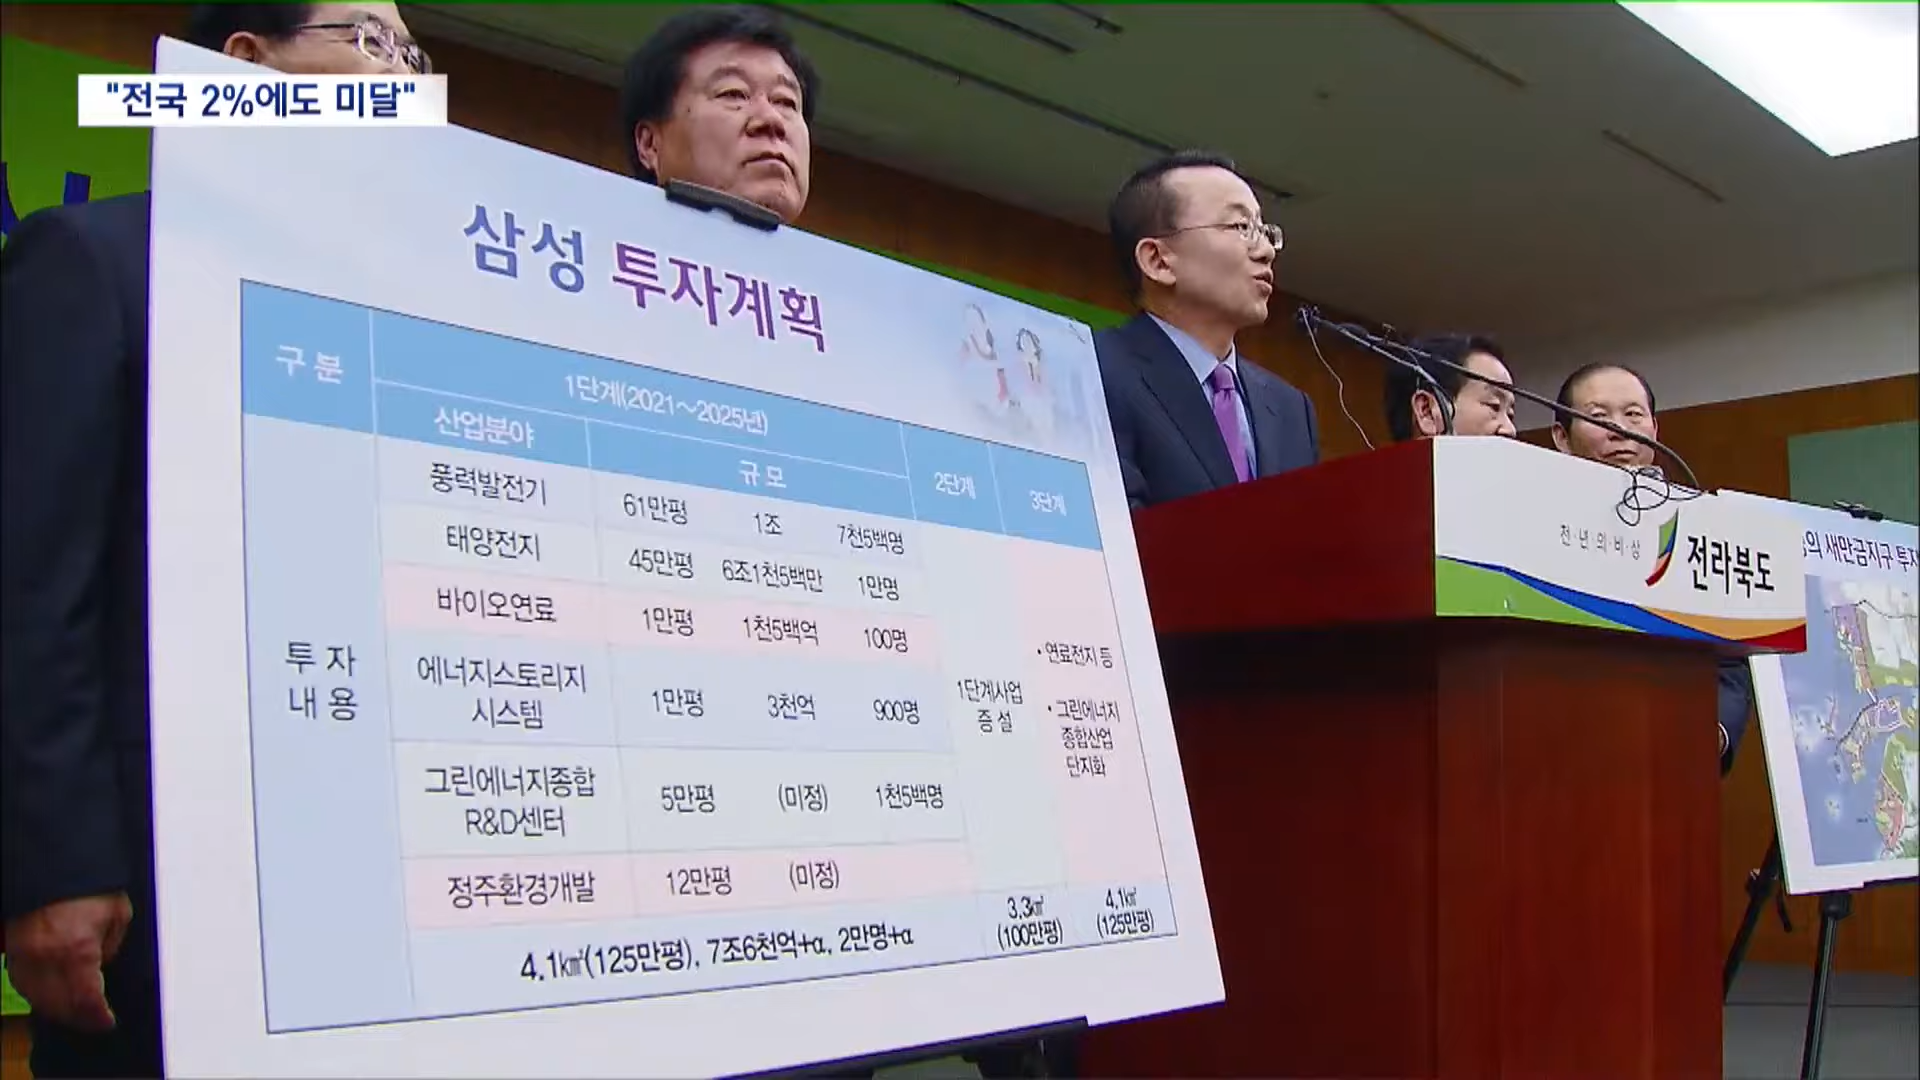 "전국 2%에도 미달"
삼성 투자계획
구분
1단계(2021~2025년)
2단계
3단계
산업분야
규모
풍력발전기 61만평 1조 7천5백명
태양전지 45만평 6조1천5백만 1만명
바이오연료 1만평 1천5백억 100명
투자
내용
에너지스토리지
시스템
1만평 3천억 900명
그린에너지종합
R&D센터
5만평 (미정) 1천5백명
정주환경개발 12만평 (미정)
1단계사업
증설
• 연료전지 등
• 그린에너지
종합산업
단지화
4.1㎢(125만평), 7조6천억+α, 2만명+α
3.3㎢
(100만평)
4.1㎢
(125만평)
천·년·의·비·상
전라북도
의 새만금지구 투자